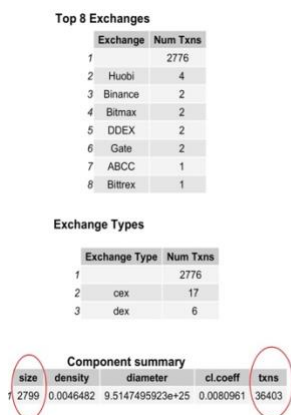 Top 8 Exchanges
Exchange Num Txns
1 2776
2 Huobi 4
3 Binance 2
4 Bitmax 2
5 DDEX 2
6 Gate 2
7 ABCC 1
8 Bittrex 1
Exchange Types
Exchange Type Num Txns
1 2776
2 cex 17
3 dex 6
Component summary
size density diameter cl.coeff txns
1 2799 0.0046482 9.5147495923e+25 0.0080961 36403